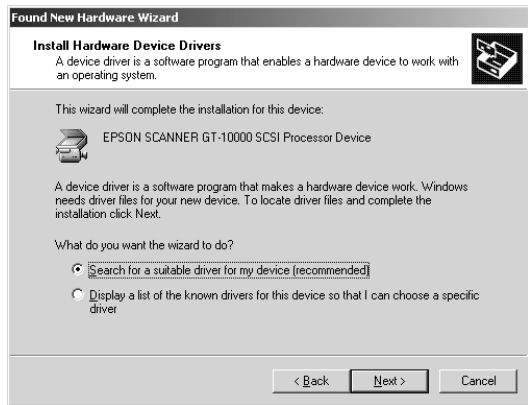 Found New Hardware Wizard
Install Hardware Device Drivers
A device driver is a software program that enables a hardware device to work with
an operating system.
This wizard will complete the installation for this device:
EPSON SCANNER GT-10000 SCSI Processor Device
A device driver is a software program that makes a hardware device work. Windows
needs driver files for your new device. To locate driver files and complete the
installation click Next.
What do you want the wizard to do?
Search for a suitable driver for my device (recommended)
Display a list of the known drivers for this device so that I can choose a specific
driver
< Back Next > Cancel